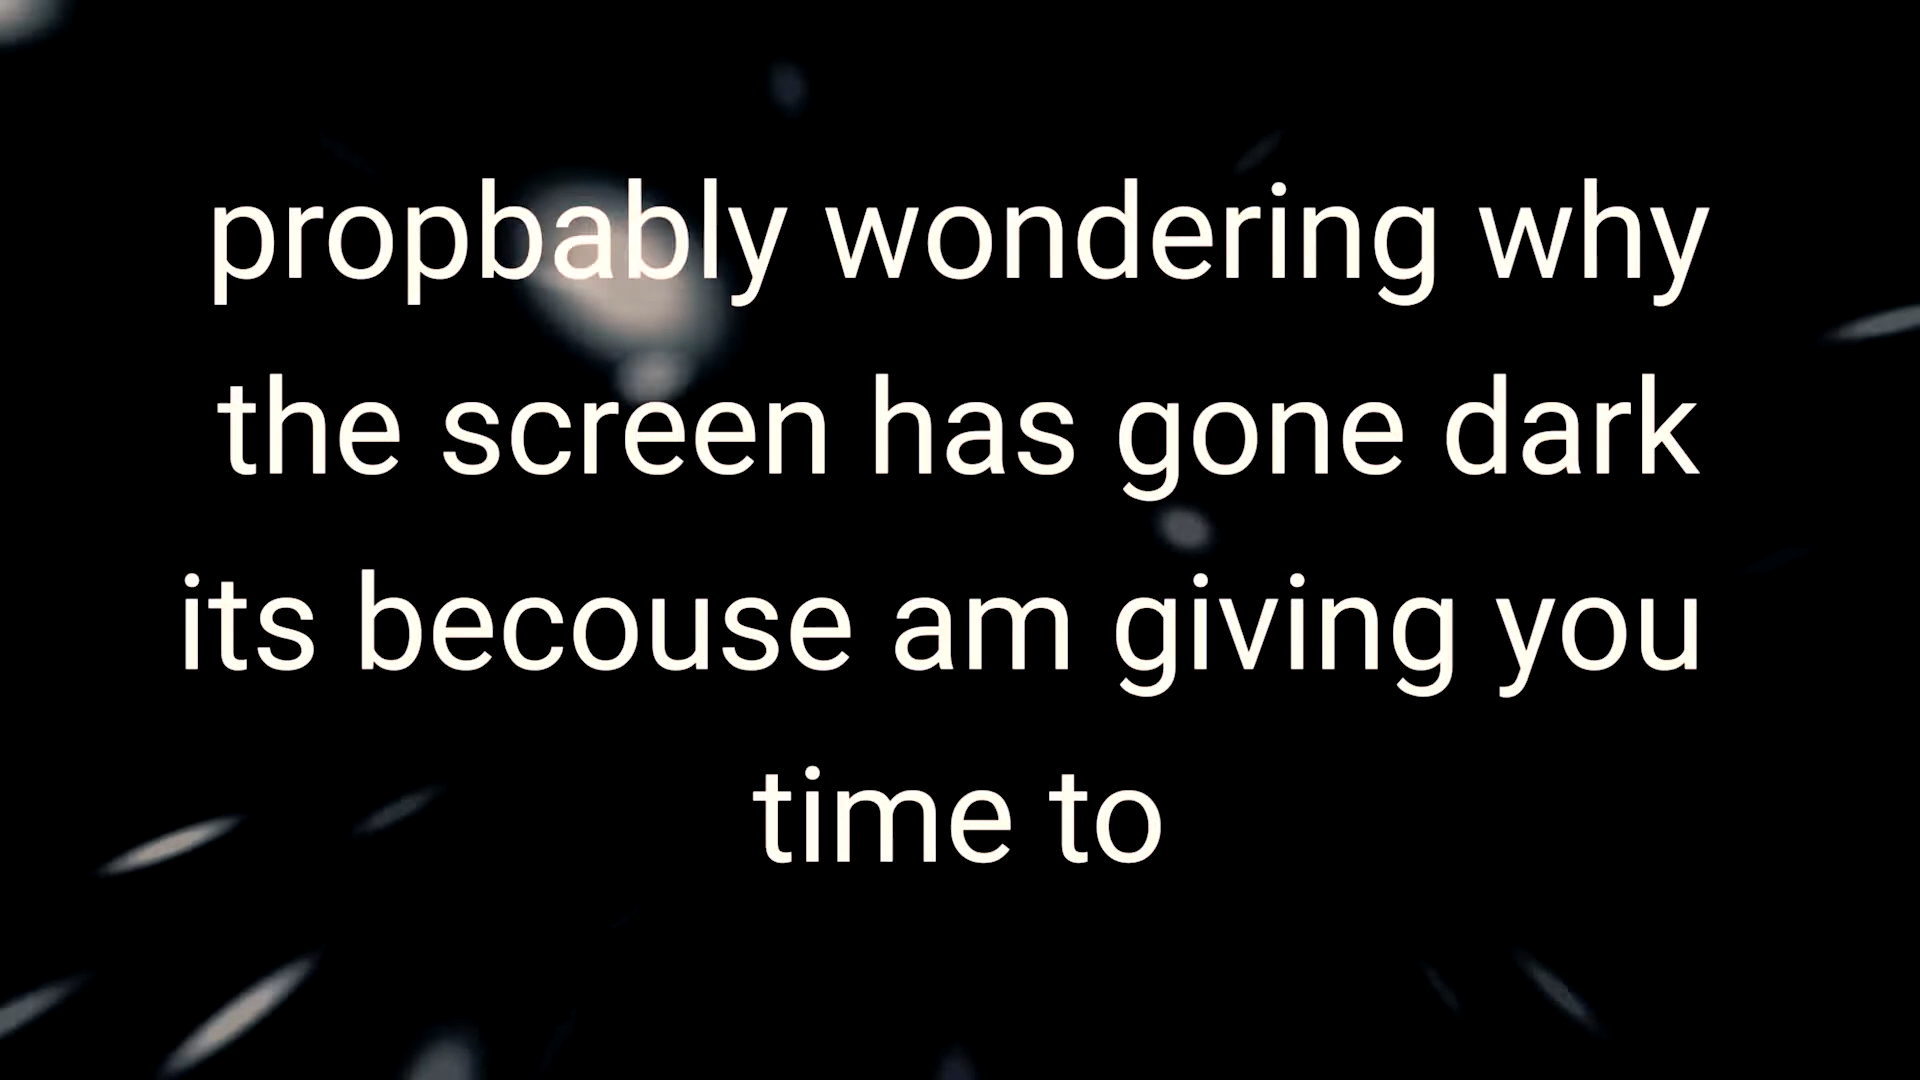 propbably wondering why
the screen has gone dark
its becouse am giving you
time to